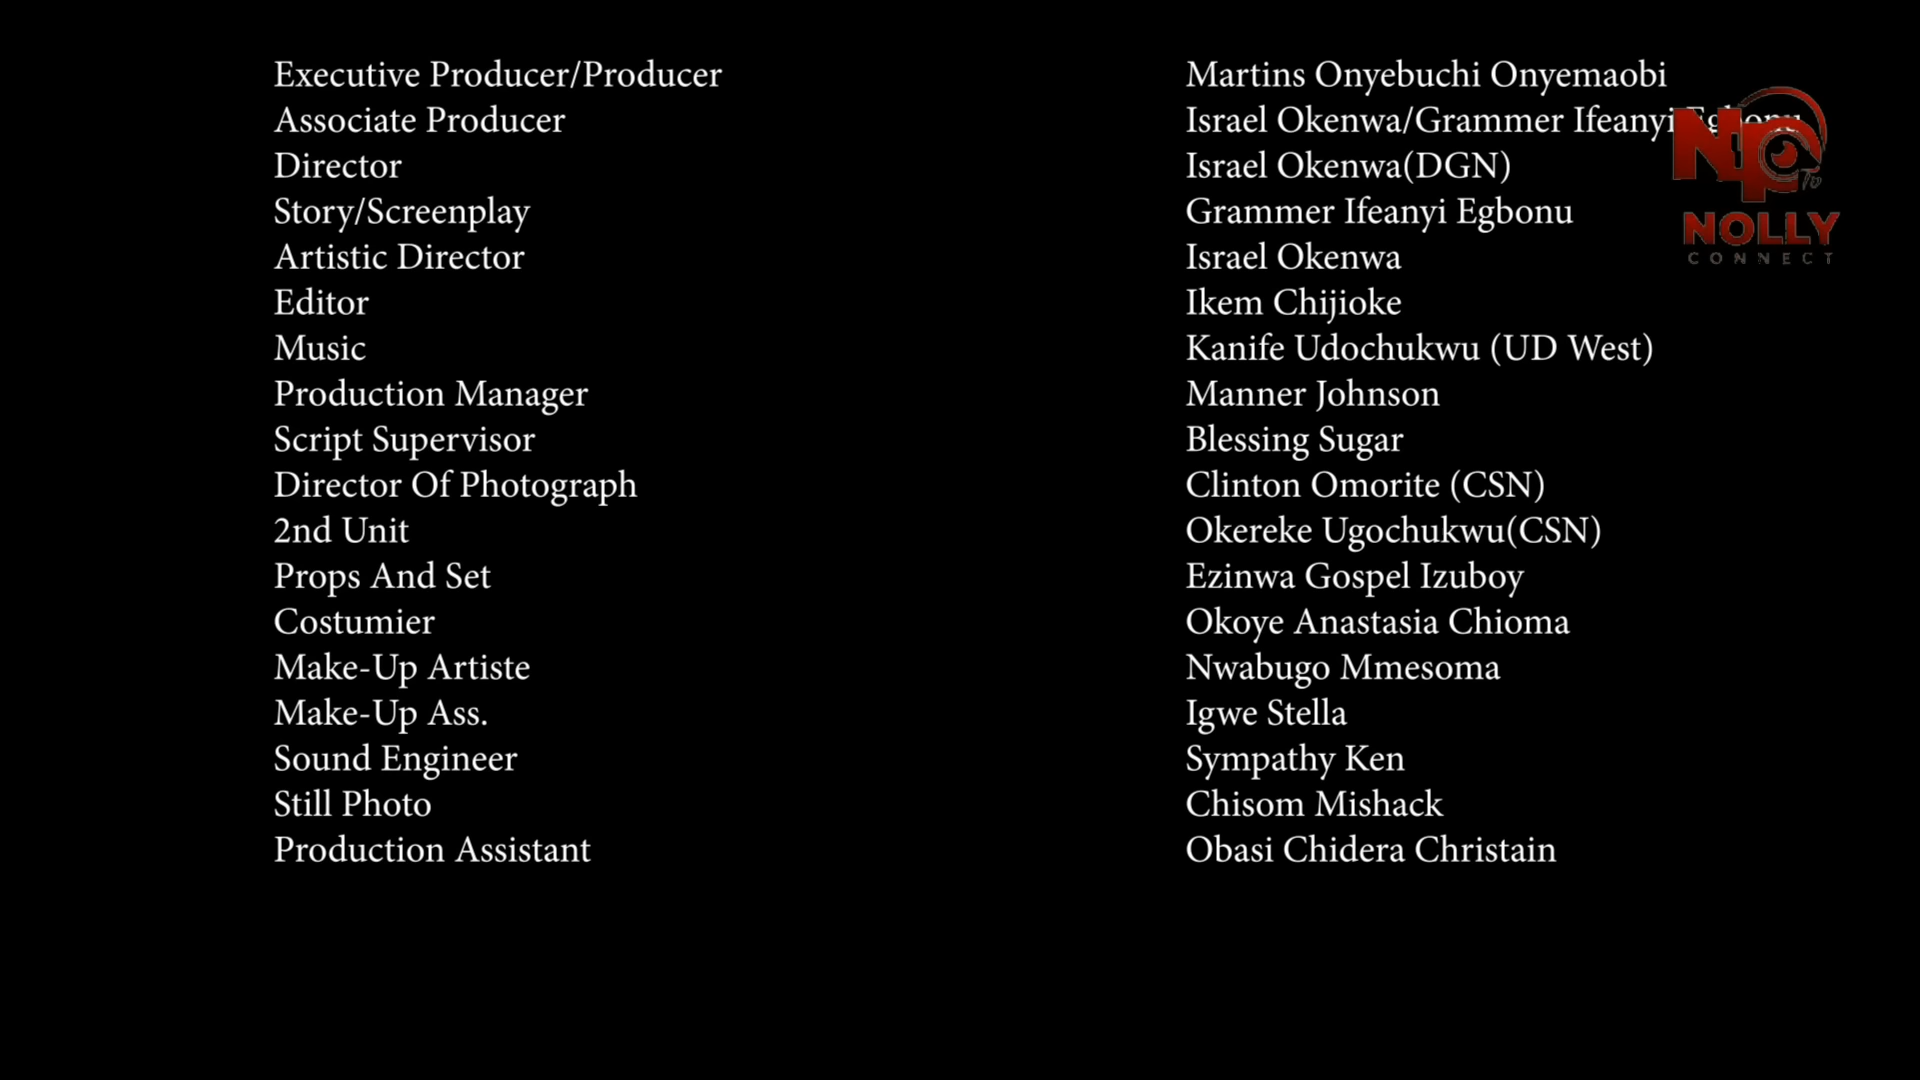 Executive Producer/Producer Martins Onyebuchi Onyemaobi
Associate Producer Israel Okenwa/Grammer Ifeanyi Egbonu
Director Israel Okenwa(DGN)
Story/Screenplay Grammer Ifeanyi Egbonu
Artistic Director Israel Okenwa
Editor Ikem Chijioke
Music Kanife Udochukwu (UD West)
Production Manager Manner Johnson
Script Supervisor Blessing Sugar
Director Of Photograph Clinton Omorite (CSN)
2nd Unit Okereke Ugochukwu(CSN)
Props And Set Ezinwa Gospel Izuboy
Costumier Okoye Anastasia Chioma
Make-Up Artiste Nwabugo Mmesoma
Make-Up Ass. Igwe Stella
Sound Engineer Sympathy Ken
Still Photo Chisom Mishack
Production Assistant Obasi Chidera Christain
NOLLY
CONNECT